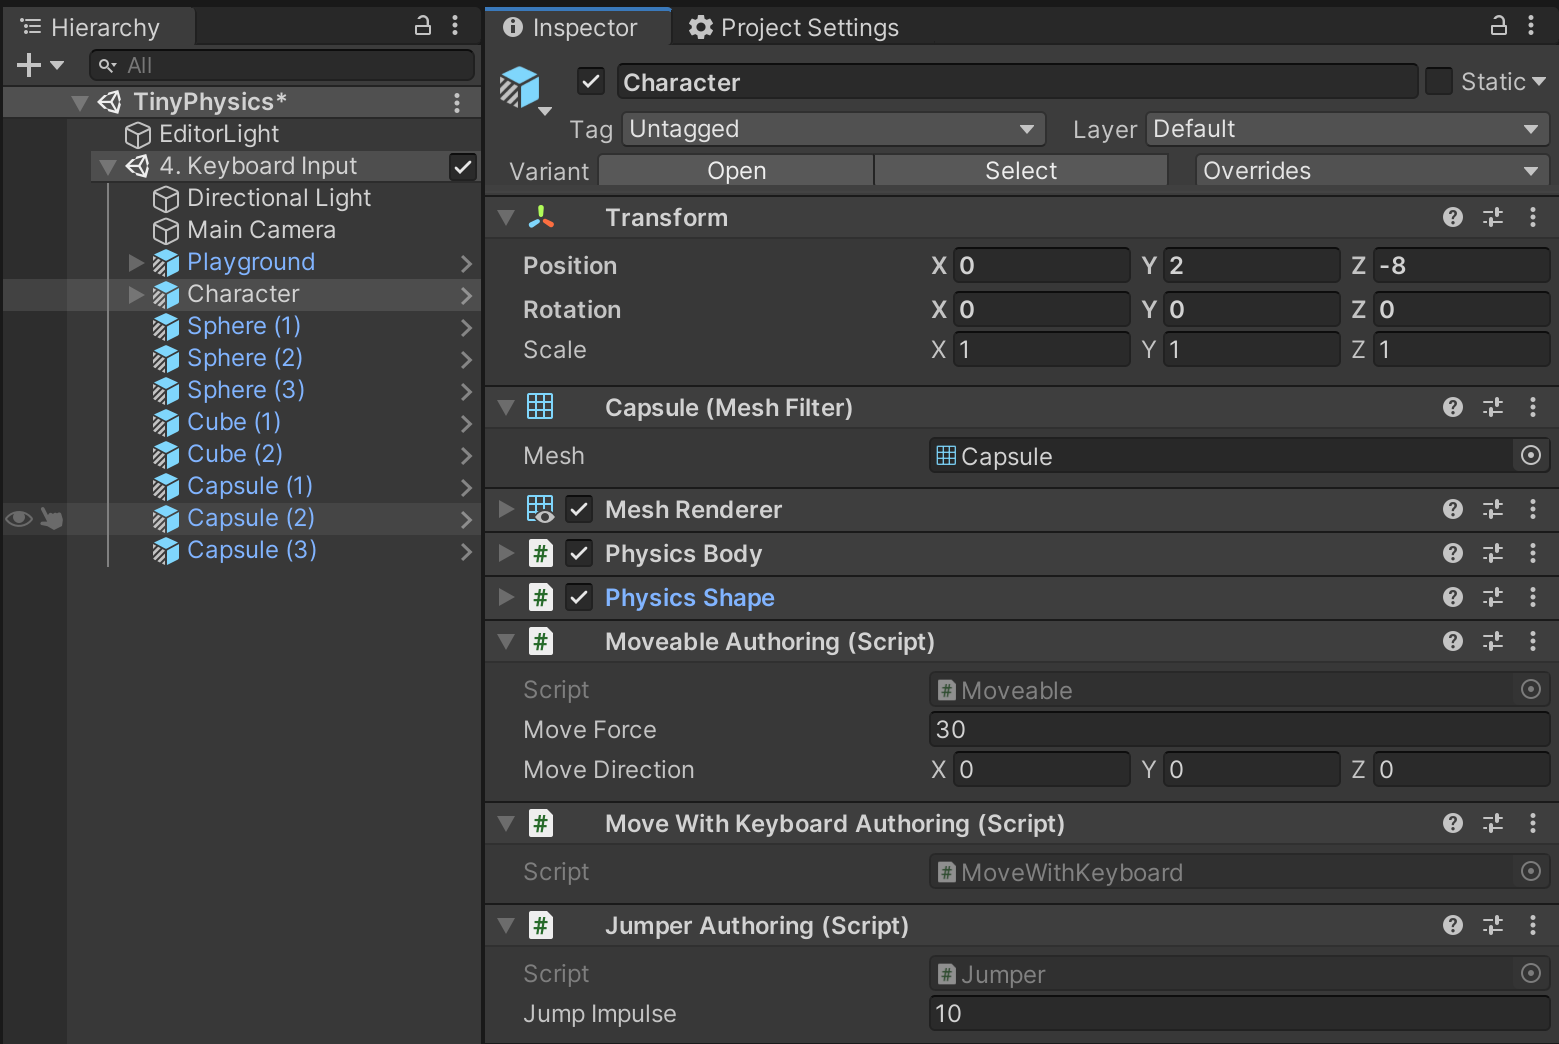 Hierarchy
All
TinyPhysics*
EditorLight
4. Keyboard Input
Directional Light
Main Camera
Playground
Character
Sphere (1)
Sphere (2)
Sphere (3)
Cube (1)
Cube (2)
Capsule (1)
Capsule (2)
Capsule (3)
Inspector Project Settings
Character Static
Tag Untagged Layer Default
Variant Open Select Overrides
Transform
Position X 0 Y 2 Z -8
Rotation X 0 Y 0 Z 0
Scale X 1 Y 1 Z 1
Capsule (Mesh Filter)
Mesh Capsule
Mesh Renderer
# Physics Body
# Physics Shape
# Moveable Authoring (Script)
Script # Moveable
Move Force 30
Move Direction X 0 Y 0 Z 0
# Move With Keyboard Authoring (Script)
Script # MoveWithKeyboard
# Jumper Authoring (Script)
Script # Jumper
Jump Impulse 10